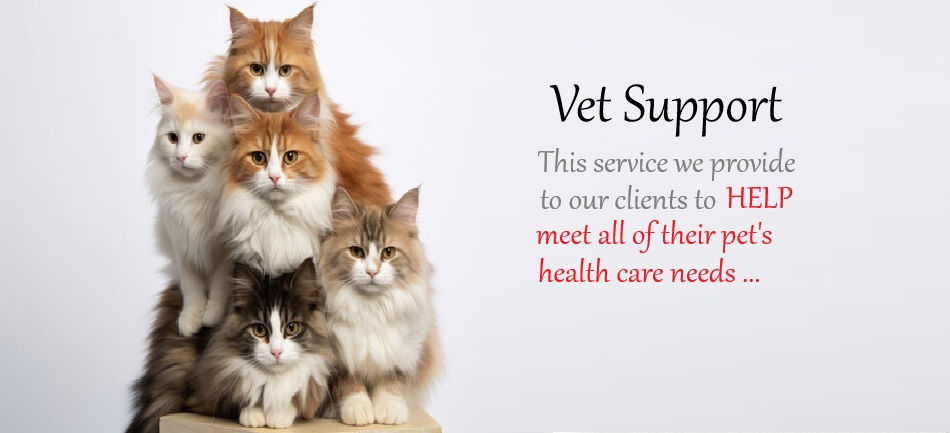 Vet Support
This service we provide
to our clients to HELP
meet all of their pet's
health care needs ...